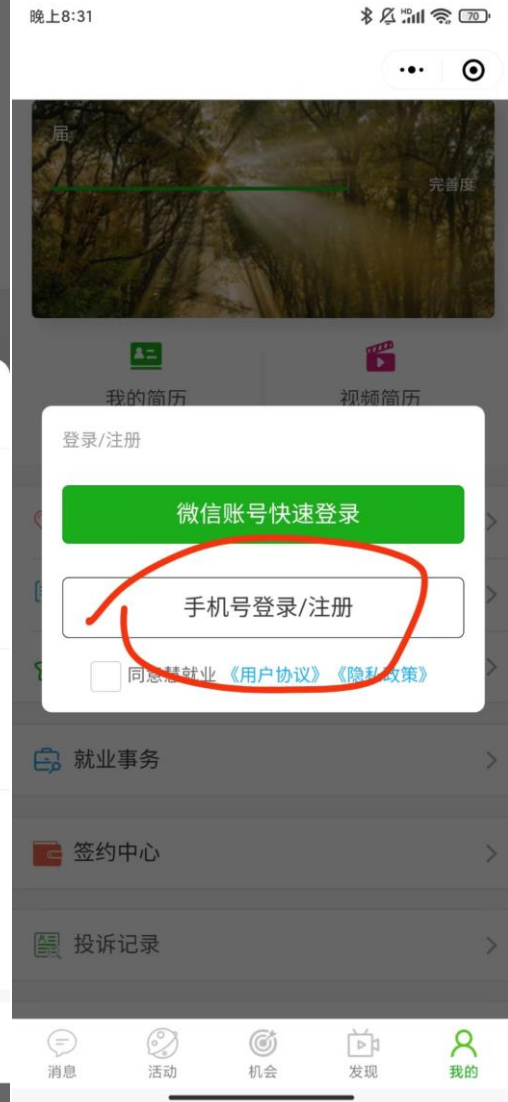 晚上8:31
HD
70
届:
完善度
我的简历
视频简历
登录/注册
微信账号快速登录
手机号登录/注册
同意慧就业 《用户协议》《隐私政策》
就业事务
签约中心
投诉记录
消息
活动
机会
发现
我的